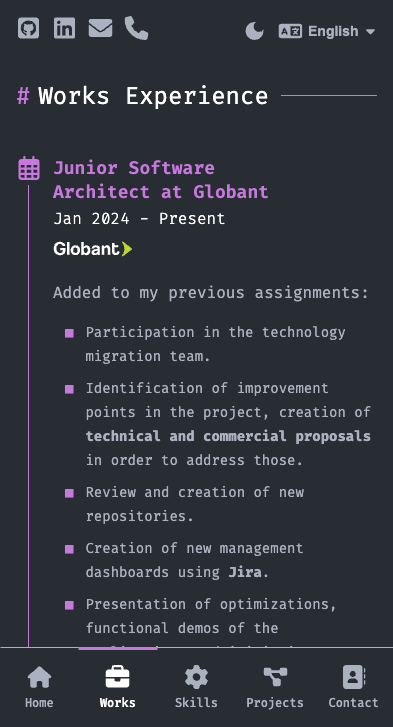 English
# Works Experience
Junior Software
Architect at Globant
Jan 2024 - Present
Globant
Added to my previous assignments:
Participation in the technology
migration team.
Identification of improvement
points in the project, creation of
technical and commercial proposals
in order to address those.
Review and creation of new
repositories.
Creation of new management
dashboards using Jira.
Presentation of optimizations,
functional demos of the
Home Works Skills Projects Contact